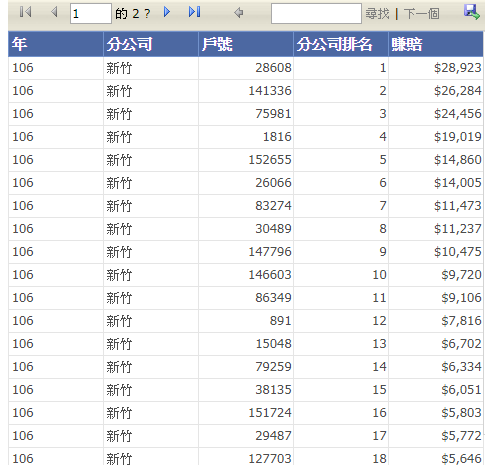 1 的 2 ? 尋找 | 下一個
年 分公司 戶號 分公司排名 賺賠
106 新竹 28608 1 $28,923
106 新竹 141336 2 $26,284
106 新竹 75981 3 $24,456
106 新竹 1816 4 $19,019
106 新竹 152655 5 $14,860
106 新竹 26066 6 $14,005
106 新竹 83274 7 $11,473
106 新竹 30489 8 $11,237
106 新竹 147796 9 $10,475
106 新竹 146603 10 $9,720
106 新竹 86349 11 $9,106
106 新竹 891 12 $7,816
106 新竹 15048 13 $6,702
106 新竹 79259 14 $6,334
106 新竹 38135 15 $6,051
106 新竹 151724 16 $5,803
106 新竹 29487 17 $5,772
106 新竹 127703 18 $5,646